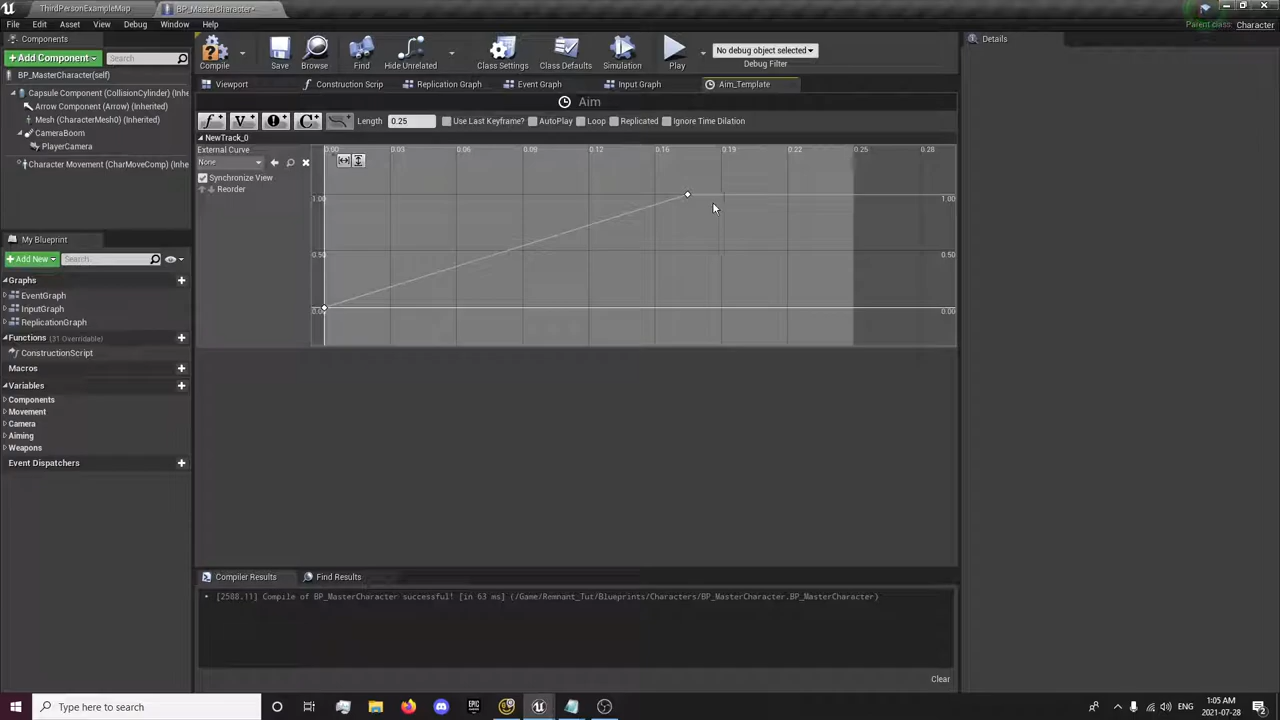 ThirdPersonExampleMap
BP_MasterCharacter*
File Edit Asset View Debug Window Help
Parent class: Character
Components
+Add Component
Search
BP_MasterCharacter(self)
Capsule Component (CollisionCylinder) (Inhe
Arrow Component (Arrow) (Inherited)
Mesh (CharacterMesh0) (Inherited)
CameraBoom
PlayerCamera
Character Movement (CharMoveComp) (Inhe
Compile Save Browse Find Hide Unrelated Class Settings Class Defaults Simulation Play
No debug object selected
Debug Filter
Details
Viewport Construction Scrip Replication Graph Event Graph Input Graph Aim_Template
Aim
Length 0.25 Use Last Keyframe? AutoPlay Loop Replicated Ignore Time Dilation
NewTrack_0
External Curve
None
Synchronize View
Reorder
0.00 0.03 0.06 0.09 0.12 0.16 0.19 0.22 0.25 0.28
1.00 1.00
0.50 0.50
0.00 0.00
My Blueprint
+Add New
Search
Graphs
EventGraph
InputGraph
ReplicationGraph
Functions (31 Overridable)
ConstructionScript
Macros
Variables
Components
Movement
Camera
Aiming
Weapons
Event Dispatchers
Compiler Results Find Results
[2588.11] Compile of BP_MasterCharacter successful! [in 63 ms] (/Game/Remnant_Tut/Blueprints/Characters/BP_MasterCharacter.BP_MasterCharacter)
Clear
Type here to search
ENG
1:05 AM
2021-07-28